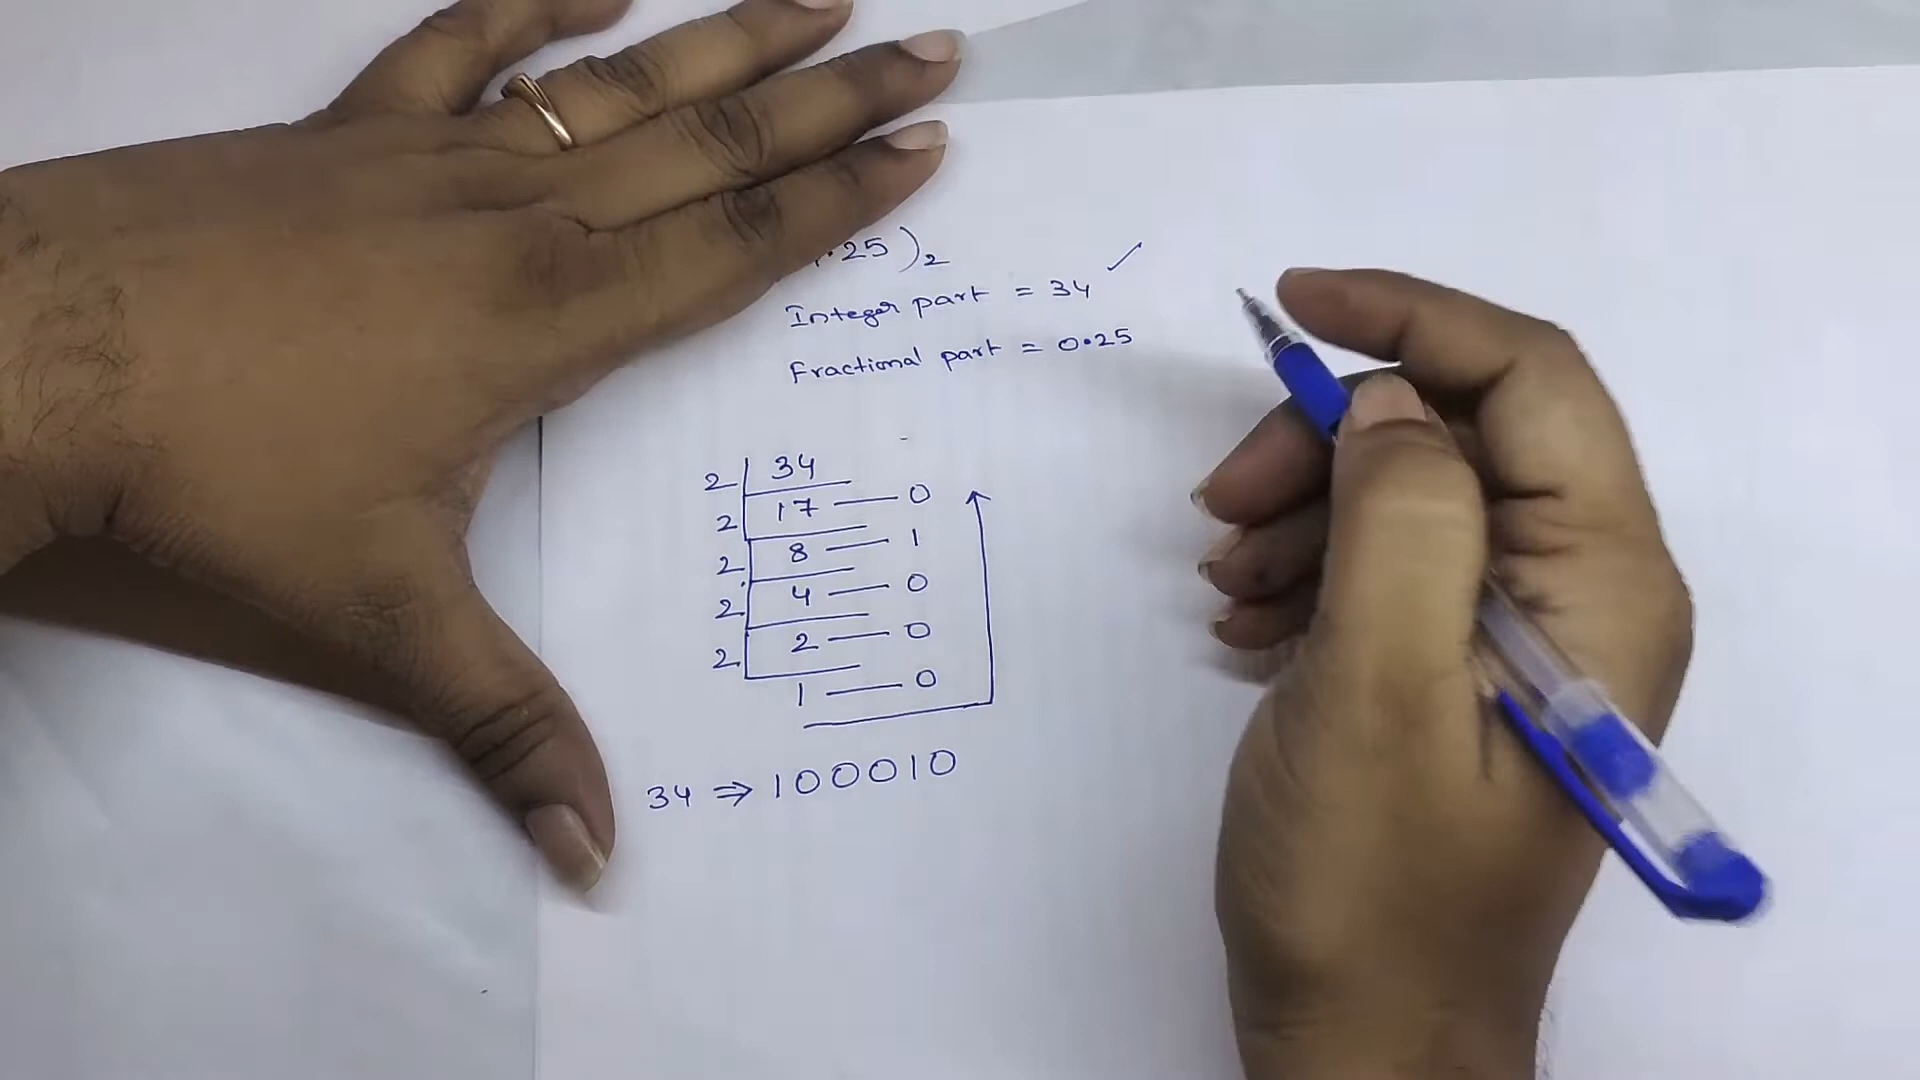 .25)₂
Integer part = 34 ✓
Fractional part = 0.25
2 | 34
2 | 17 — 0
2 | 8 — 1
2 | 4 — 0
2 | 2 — 0
1 — 0
34 ⇒ 100010